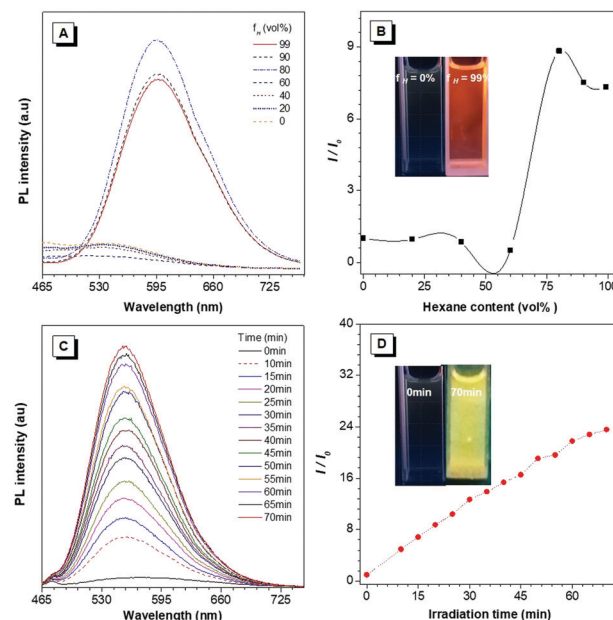 A
f_H (vol%)
99
90
80
60
40
20
0
PL intensity (a.u)
465 530 595 660 725
Wavelength (nm)
B
f_H = 0% f_H = 99%
I / I_0
9
6
3
0
0 25 50 75 100
Hexane content (vol% )
C
Time (min)
0min
10min
15min
20min
25min
30min
35min
40min
45min
50min
55min
60min
65min
70min
PL intensity (au)
465 530 600 660 725
Wavelength (nm)
D
0min 70min
I / I_0
40
32
24
16
8
0
0 15 30 45 60
Irradiation time (min)